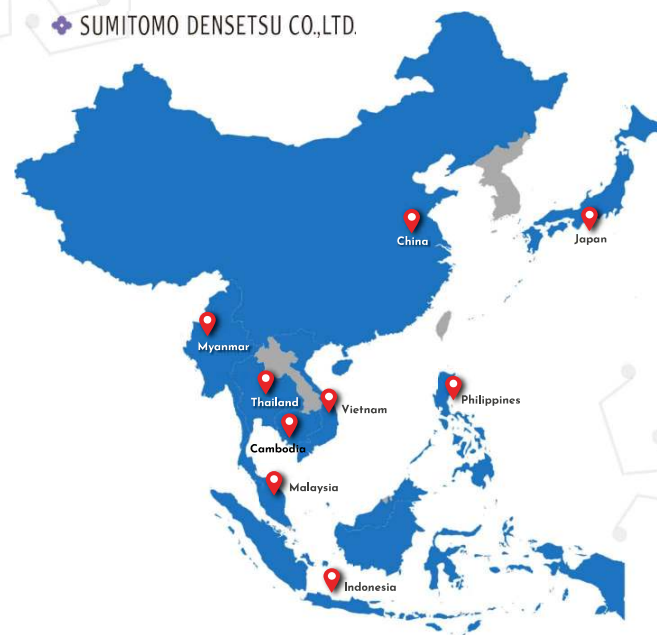 SUMITOMO DENSETSU CO.,LTD.
China
Japan
Myanmar
Thailand
Vietnam
Philippines
Cambodia
Malaysia
Indonesia